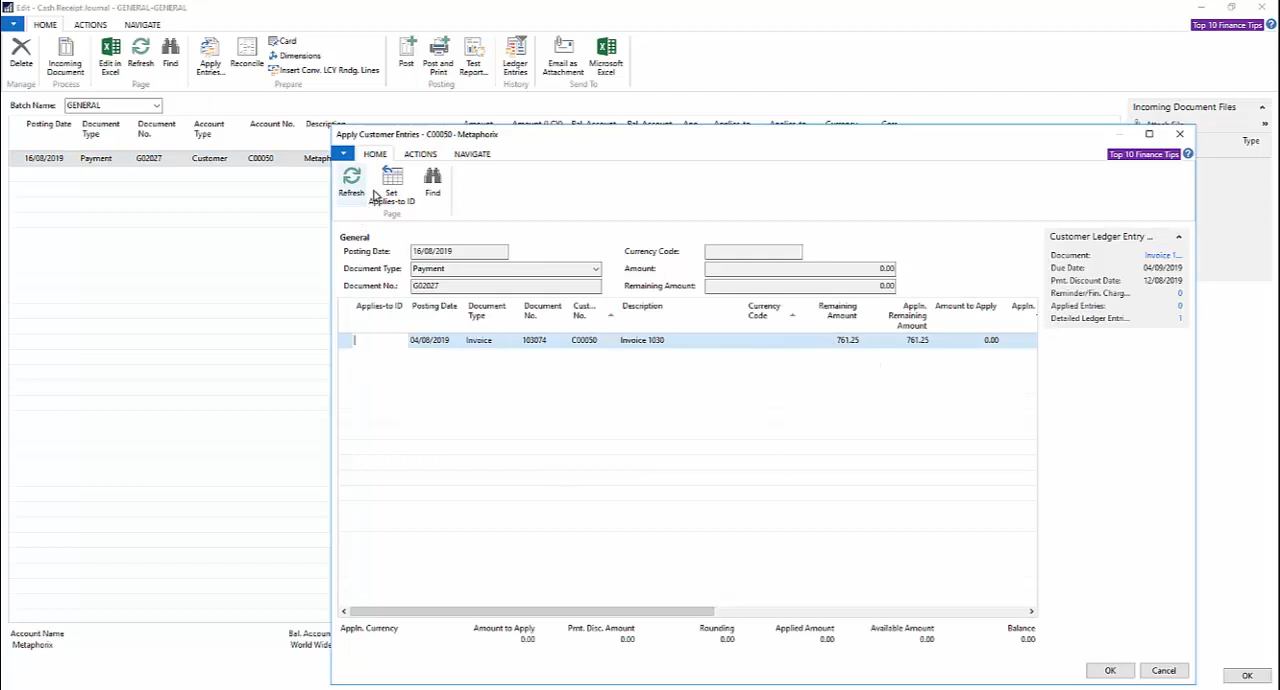 Edit - Cash Receipt Journal - GENERAL-GENERAL
HOME ACTIONS NAVIGATE
Top 10 Finance Tips
Delete
Incoming Document
Edit in Excel
Refresh
Find
Apply Entries...
Reconcile
Card
Dimensions
Insert Conv. LCY Rndg. Lines
Post
Post and Print
Test Report...
Ledger Entries
Email as Attachment
Microsoft Excel
Manage Process Page Prepare Posting History Send To
Batch Name: GENERAL
Incoming Document Files
Type
Posting Date Document Type Document No. Account Type Account No. Description
16/08/2019 Payment G02027 Customer C00050 Metaph
Apply Customer Entries - C00050 - Metaphorix
HOME ACTIONS NAVIGATE
Top 10 Finance Tips
Refresh
Set Applies-to ID
Find
Page
General
Posting Date: 16/08/2019 Currency Code:
Document Type: Payment Amount: 0.00
Document No.: G02027 Remaining Amount: 0.00
Applies-to ID Posting Date Document Type Document No. Cust... No. Description Currency Code Remaining Amount Appln. Remaining Amount Amount to Apply Appln.
04/08/2019 Invoice 103074 C00050 Invoice 1030 761.25 761.25 0.00
Customer Ledger Entry ...
Document: Invoice 1...
Due Date: 04/09/2019
Pmt. Discount Date: 12/08/2019
Reminder/Fin. Charg... 0
Applied Entries: 0
Detailed Ledger Entri... 1
Appln. Currency Amount to Apply Pmt. Disc. Amount Rounding Applied Amount Available Amount Balance
0.00 0.00 0.00 0.00 0.00 0.00
OK Cancel
Account Name Bal. Accoun
Metaphorix World Wide
OK